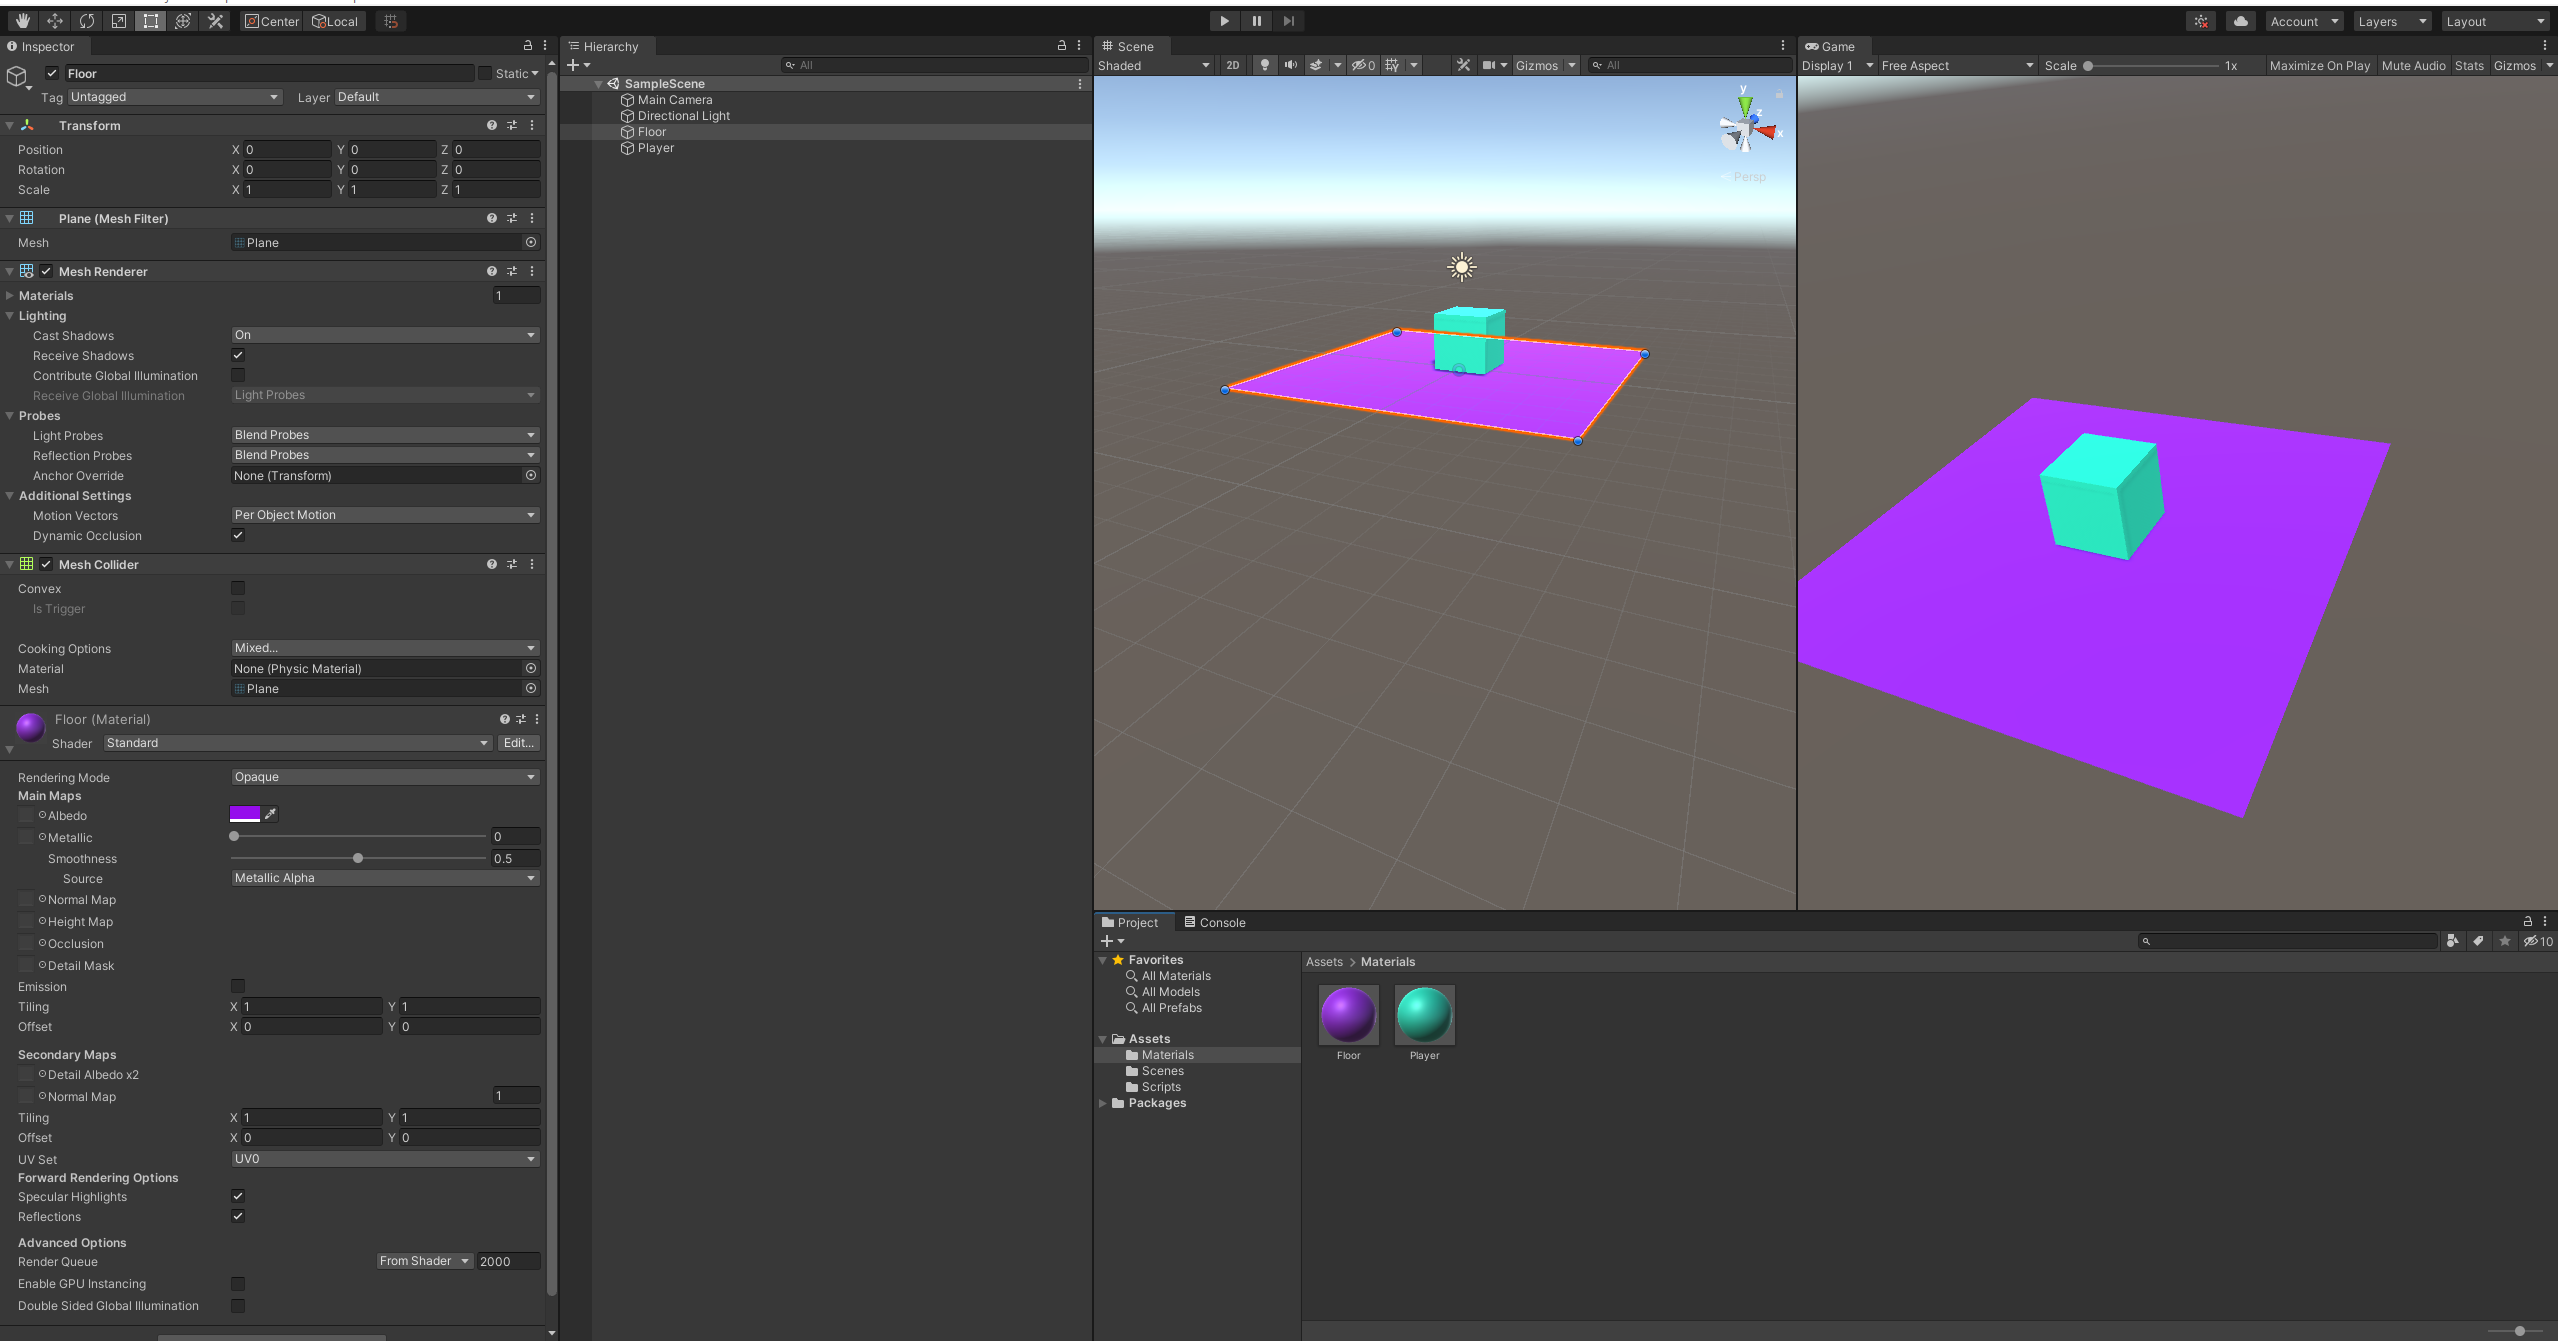 Center
Local
Account
Layers
Layout
Inspector
Floor
Static
Tag
Untagged
Layer
Default
Transform
Position
X 0
Y 0
Z 0
Rotation
X 0
Y 0
Z 0
Scale
X 1
Y 1
Z 1
Plane (Mesh Filter)
Mesh
Plane
Mesh Renderer
Materials
1
Lighting
Cast Shadows
On
Receive Shadows
Contribute Global Illumination
Receive Global Illumination
Light Probes
Probes
Light Probes
Blend Probes
Reflection Probes
Blend Probes
Anchor Override
None (Transform)
Additional Settings
Motion Vectors
Per Object Motion
Dynamic Occlusion
Mesh Collider
Convex
Is Trigger
Cooking Options
Mixed...
Material
None (Physic Material)
Mesh
Plane
Floor (Material)
Shader
Standard
Edit...
Rendering Mode
Opaque
Main Maps
Albedo
Metallic
0
Smoothness
0.5
Source
Metallic Alpha
Normal Map
Height Map
Occlusion
Detail Mask
Emission
Tiling
X 1
Y 1
Offset
X 0
Y 0
Secondary Maps
Detail Albedo x2
Normal Map
1
Tiling
X 1
Y 1
Offset
X 0
Y 0
UV Set
UV0
Forward Rendering Options
Specular Highlights
Reflections
Advanced Options
Render Queue
From Shader
2000
Enable GPU Instancing
Double Sided Global Illumination
Hierarchy
All
SampleScene
Main Camera
Directional Light
Floor
Player
Scene
Shaded
2D
0
Gizmos
All
y
z
x
Persp
Game
Display 1
Free Aspect
Scale
1x
Maximize On Play
Mute Audio
Stats
Gizmos
Project
Console
10
Favorites
All Materials
All Models
All Prefabs
Assets
Materials
Scenes
Scripts
Packages
Assets > Materials
Floor
Player